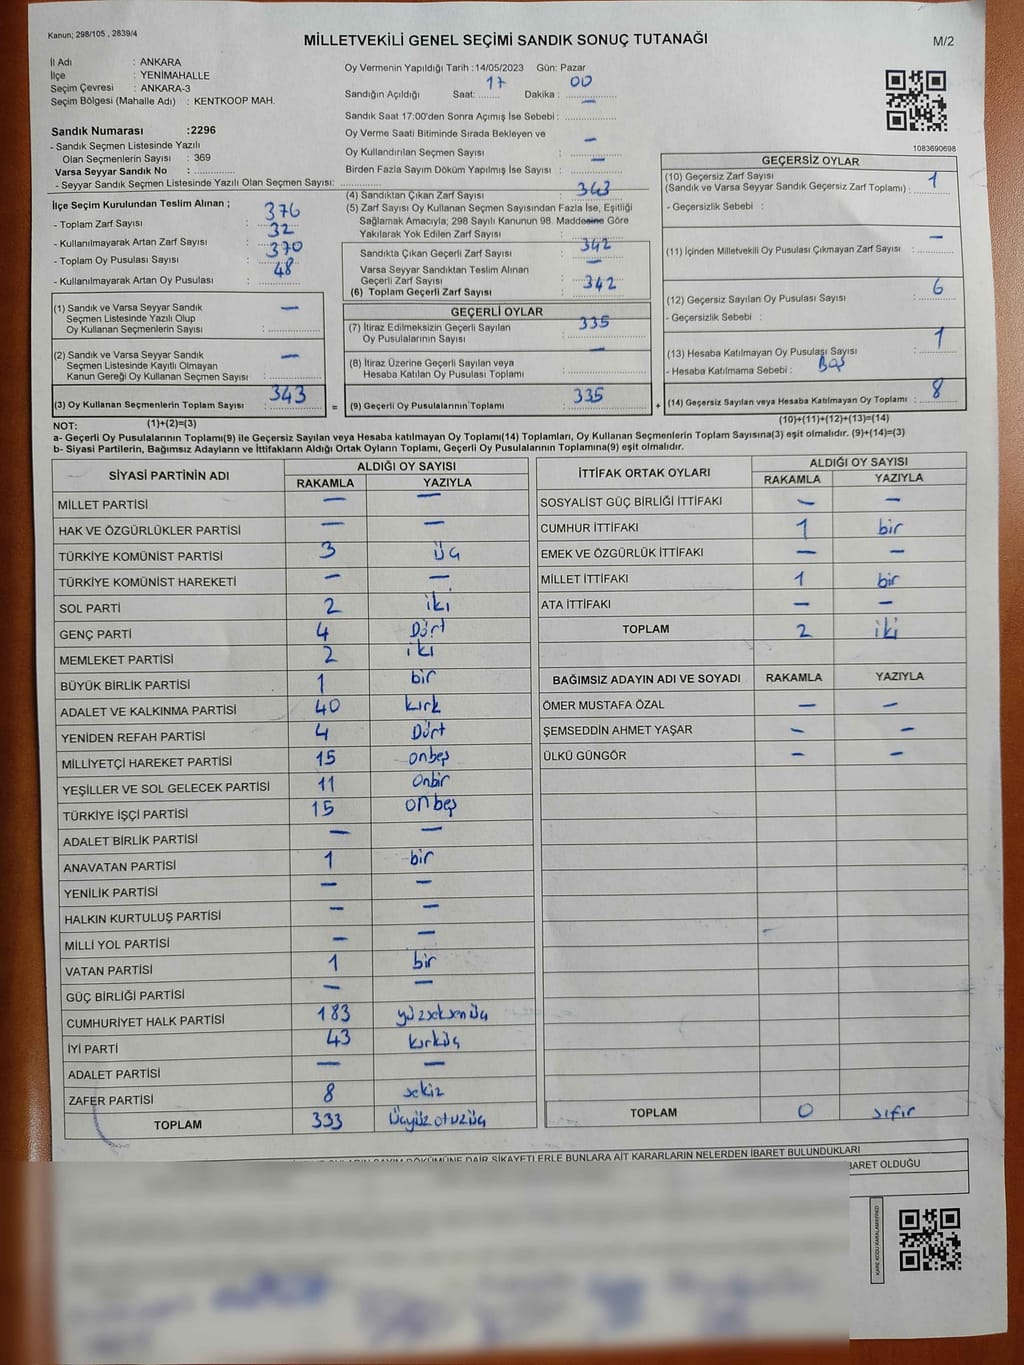 Kanun; 298/105 , 2839/4
MİLLETVEKİLİ GENEL SEÇİMİ SANDIK SONUÇ TUTANAĞI
M/2
İl Adı : ANKARA
İlçe : YENİMAHALLE
Seçim Çevresi : ANKARA-3
Seçim Bölgesi (Mahalle Adı) : KENTKOOP MAH.
Sandık Numarası :2296
- Sandık Seçmen Listesinde Yazılı
Olan Seçmenlerin Sayısı : 369
Varsa Seyyar Sandık No : ..............
- Seyyar Sandık Seçmen Listesinde Yazılı Olan Seçmen Sayısı: ..............
Oy Vermenin Yapıldığı Tarih :14/05/2023 Gün: Pazar
Sandığın Açıldığı Saat: 17 Dakika : 00
Sandık Saat 17:00'den Sonra Açımış İse Sebebi : —
Oy Verme Saati Bitiminde Sırada Bekleyen ve
Oy Kullandırılan Seçmen Sayısı —
Birden Fazla Sayım Döküm Yapılmış İse Sayısı : —
1083690698
İlçe Seçim Kurulundan Teslim Alınan ;
- Toplam Zarf Sayısı : 376
- Kullanılmayarak Artan Zarf Sayısı : 32
- Toplam Oy Pusulası Sayısı : 370
- Kullanılmayarak Artan Oy Pusulası : 48
(1) Sandık ve Varsa Seyyar Sandık
Seçmen Listesinde Yazılı Olup
Oy Kullanan Seçmenlerin Sayısı : —
(2) Sandık ve Varsa Seyyar Sandık
Seçmen Listesinde Kayıtlı Olmayan
Kanun Gereği Oy Kullanan Seçmen Sayısı : —
(3) Oy Kullanan Seçmenlerin Toplam Sayısı : 343
(4) Sandıktan Çıkan Zarf Sayısı : 343
(5) Zarf Sayısı Oy Kullanan Seçmen Sayısından Fazla İse, Eşitliği
Sağlamak Amacıyla; 298 Sayılı Kanunun 98. Maddesine Göre
Yakılarak Yok Edilen Zarf Sayısı : —
Sandıkta Çıkan Geçerli Zarf Sayısı : 342
Varsa Seyyar Sandıktan Teslim Alınan
Geçerli Zarf Sayısı : —
(6) Toplam Geçerli Zarf Sayısı : 342
GEÇERLİ OYLAR
(7) İtiraz Edilmeksizin Geçerli Sayılan
Oy Pusulalarının Sayısı : 335
(8) İtiraz Üzerine Geçerli Sayılan veya
Hesaba Katılan Oy Pusulası Toplamı : —
= (9) Geçerli Oy Pusulalarının Toplamı : 335
GEÇERSİZ OYLAR
(10) Geçersiz Zarf Sayısı
(Sandık ve Varsa Seyyar Sandık Geçersiz Zarf Toplamı) : 1
- Geçersizlik Sebebi :
(11) İçinden Milletvekili Oy Pusulası Çıkmayan Zarf Sayısı : —
(12) Geçersiz Sayılan Oy Pusulası Sayısı : 6
- Geçersizlik Sebebi :
(13) Hesaba Katılmayan Oy Pusulası Sayısı : 1
- Hesaba Katılmama Sebebi : Boş
+ (14) Geçersiz Sayılan veya Hesaba Katılmayan Oy Toplamı : 8
NOT: (1)+(2)=(3) (10)+(11)+(12)+(13)=(14)
a- Geçerli Oy Pusulalarının Toplamı(9) ile Geçersiz Sayılan veya Hesaba katılmayan Oy Toplamı(14) Toplamları, Oy Kullanan Seçmenlerin Toplam Sayısına(3) eşit olmalıdır. (9)+(14)=(3)
b- Siyasi Partilerin, Bağımsız Adayların ve İttifakların Aldığı Ortak Oyların Toplamı, Geçerli Oy Pusulalarının Toplamına(9) eşit olmalıdır.
SİYASİ PARTİNİN ADI ALDIĞI OY SAYISI
RAKAMLA YAZIYLA
MİLLET PARTİSİ — —
HAK VE ÖZGÜRLÜKLER PARTİSİ — —
TÜRKİYE KOMÜNİST PARTİSİ 3 üç
TÜRKİYE KOMÜNİST HAREKETİ — —
SOL PARTİ 2 iki
GENÇ PARTİ 4 Dört
MEMLEKET PARTİSİ 2 iki
BÜYÜK BİRLİK PARTİSİ 1 bir
ADALET VE KALKINMA PARTİSİ 40 kırk
YENİDEN REFAH PARTİSİ 4 Dört
MİLLİYETÇİ HAREKET PARTİSİ 15 onbeş
YEŞİLLER VE SOL GELECEK PARTİSİ 11 Onbir
TÜRKİYE İŞÇİ PARTİSİ 15 onbeş
ADALET BİRLİK PARTİSİ — —
ANAVATAN PARTİSİ 1 bir
YENİLİK PARTİSİ — —
HALKIN KURTULUŞ PARTİSİ — —
MİLLİ YOL PARTİSİ — —
VATAN PARTİSİ 1 bir
GÜÇ BİRLİĞİ PARTİSİ — —
CUMHURİYET HALK PARTİSİ 183 yüzseksenüç
İYİ PARTİ 43 kırküç
ADALET PARTİSİ — —
ZAFER PARTİSİ 8 sekiz
TOPLAM 333 üçyüzotuzüç
İTTİFAK ORTAK OYLARI ALDIĞI OY SAYISI
RAKAMLA YAZIYLA
SOSYALİST GÜÇ BİRLİĞİ İTTİFAKI — —
CUMHUR İTTİFAKI 1 bir
EMEK VE ÖZGÜRLÜK İTTİFAKI — —
MİLLET İTTİFAKI 1 bir
ATA İTTİFAKI — —
TOPLAM 2 iki
BAĞIMSIZ ADAYIN ADI VE SOYADI RAKAMLA YAZIYLA
ÖMER MUSTAFA ÖZAL — —
ŞEMSEDDİN AHMET YAŞAR — —
ÜLKÜ GÜNGÖR — —
TOPLAM 0 sıfır
SAYIM DÖKÜMÜNE DAİR ŞİKAYETLERLE BUNLARA AİT KARARLARIN NELERDEN İBARET BULUNDUKLARI
İBARET OLDUĞU